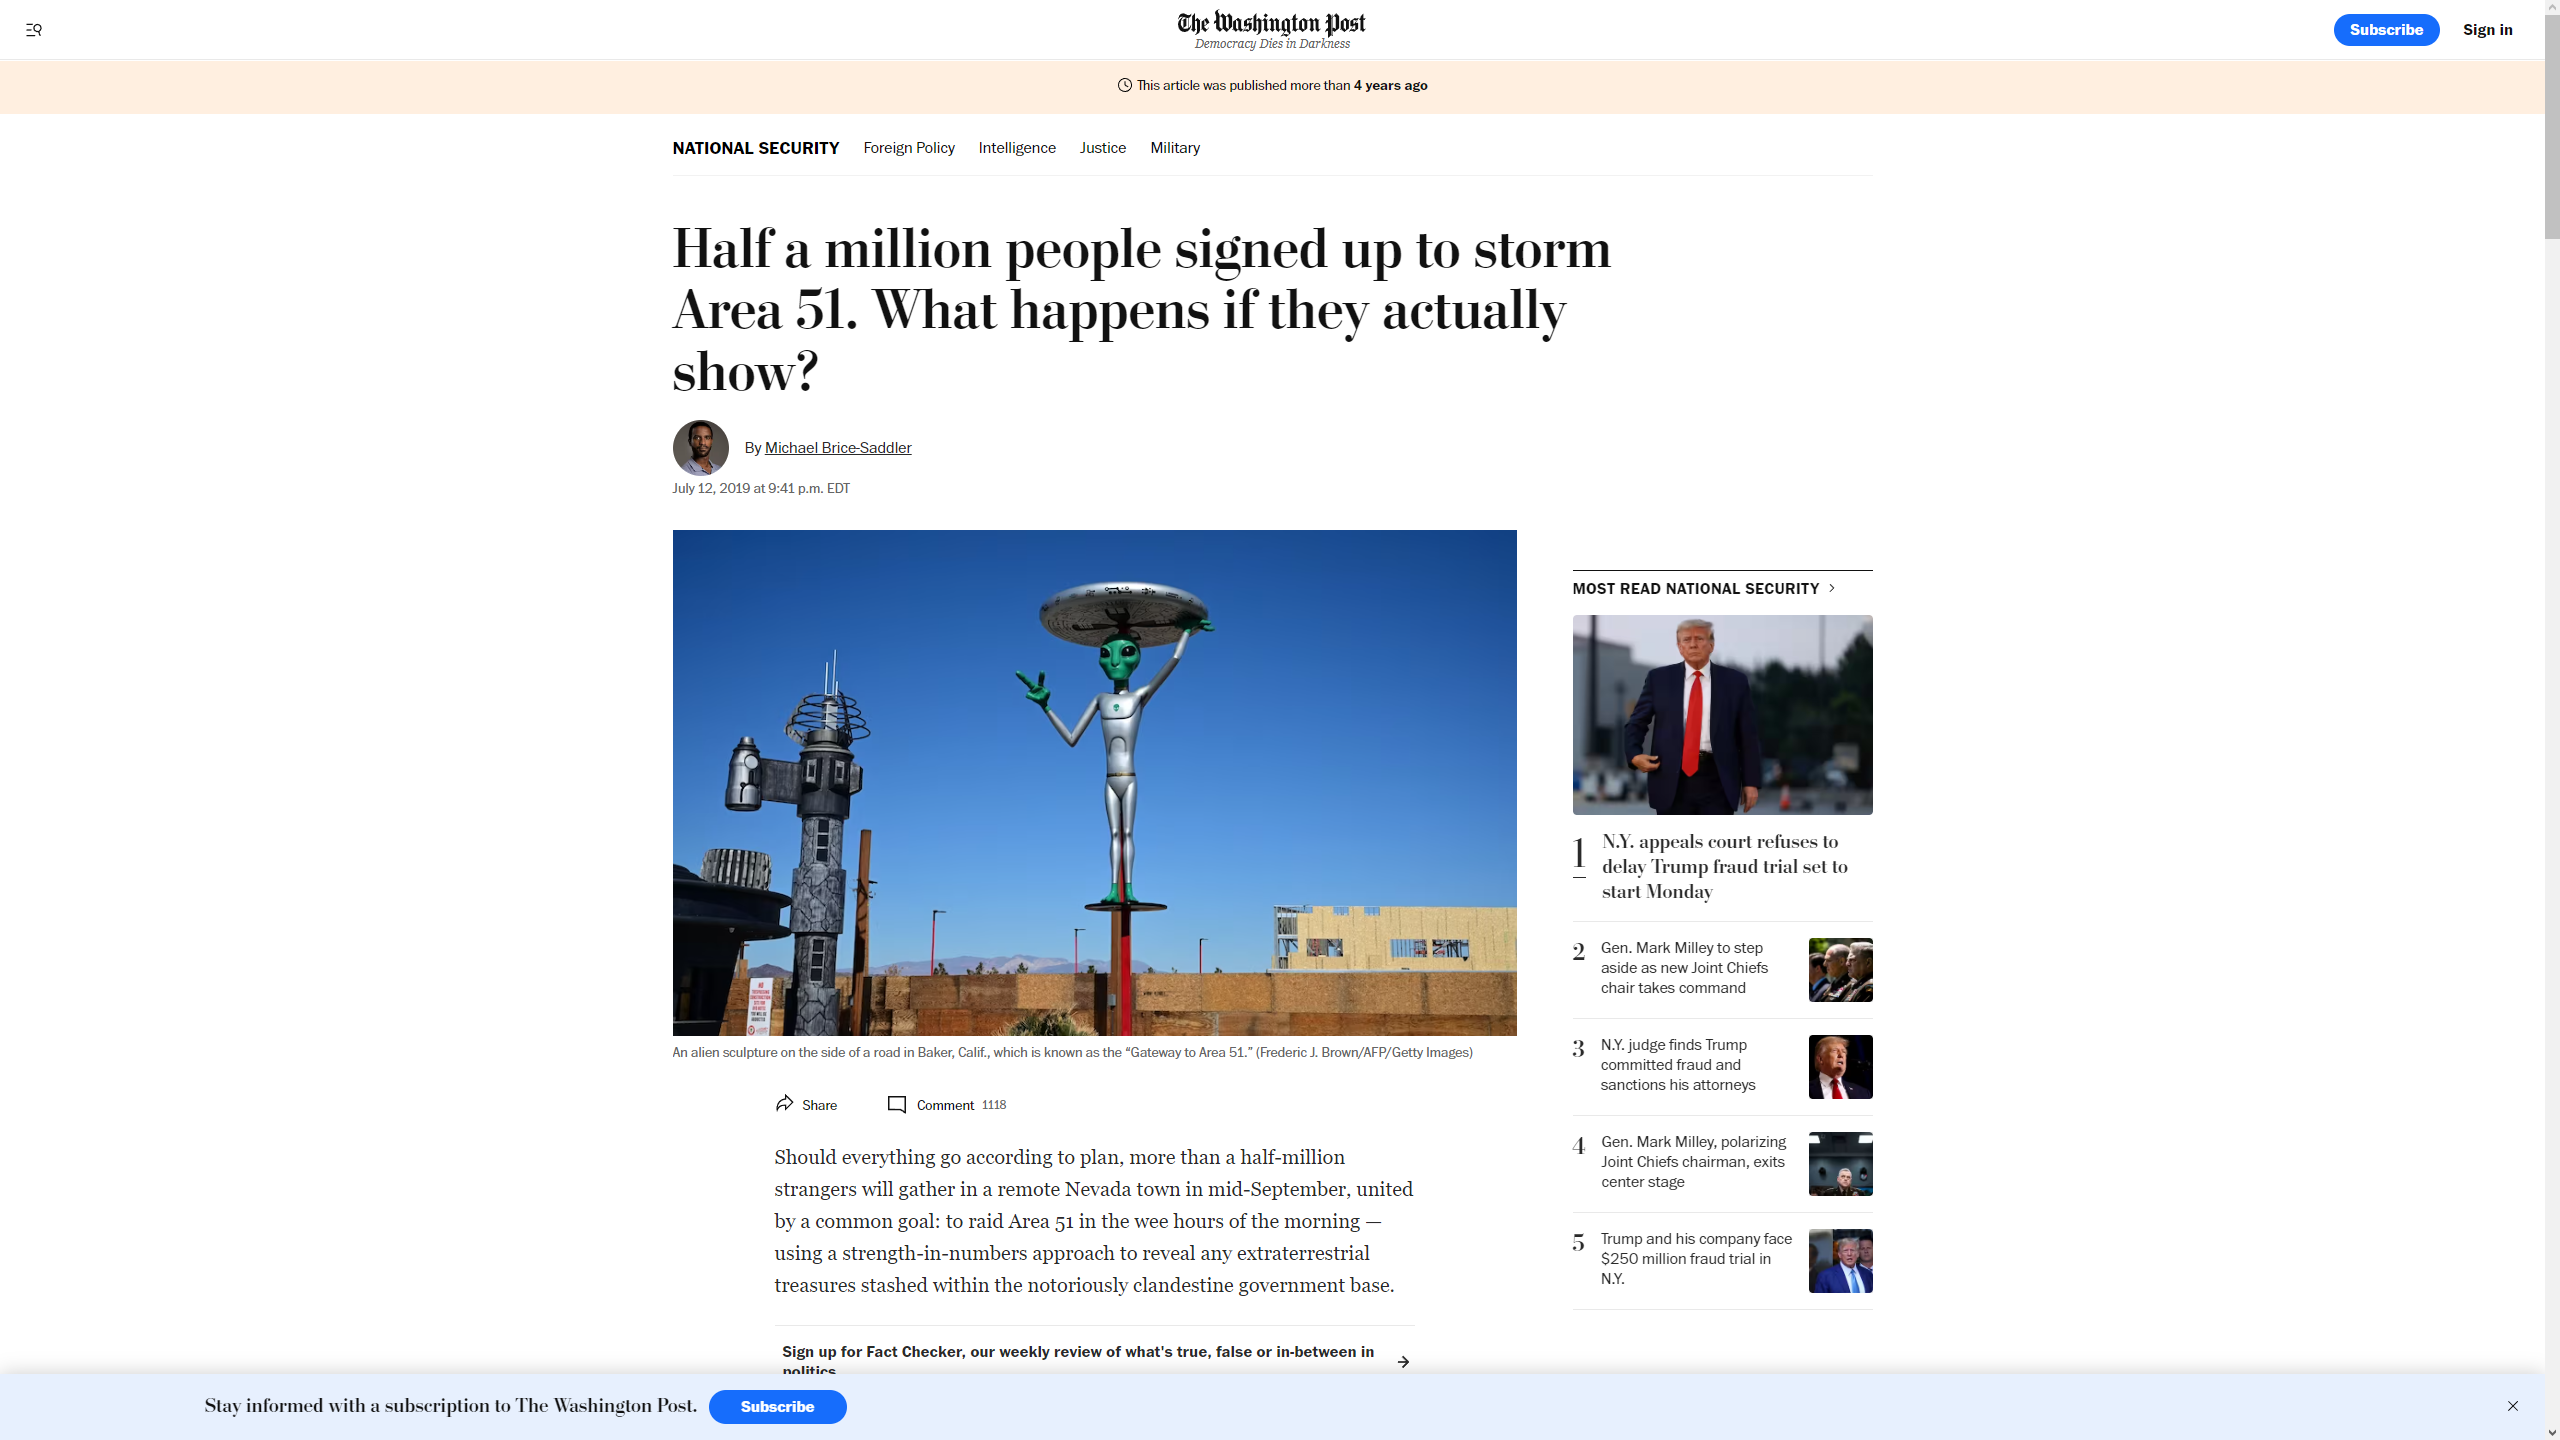 The Washington Post
Democracy Dies in Darkness
Subscribe
Sign in
This article was published more than 4 years ago
NATIONAL SECURITY
Foreign Policy
Intelligence
Justice
Military
Half a million people signed up to storm
Area 51. What happens if they actually
show?
By Michael Brice-Saddler
July 12, 2019 at 9:41 p.m. EDT
An alien sculpture on the side of a road in Baker, Calif., which is known as the “Gateway to Area 51.” (Frederic J. Brown/AFP/Getty Images)
Share
Comment 1118
Should everything go according to plan, more than a half-million
strangers will gather in a remote Nevada town in mid-September, united
by a common goal: to raid Area 51 in the wee hours of the morning —
using a strength-in-numbers approach to reveal any extraterrestrial
treasures stashed within the notoriously clandestine government base.
Sign up for Fact Checker, our weekly review of what's true, false or in-between in
politics
MOST READ NATIONAL SECURITY
1
N.Y. appeals court refuses to
delay Trump fraud trial set to
start Monday
2
Gen. Mark Milley to step
aside as new Joint Chiefs
chair takes command
3
N.Y. judge finds Trump
committed fraud and
sanctions his attorneys
4
Gen. Mark Milley, polarizing
Joint Chiefs chairman, exits
center stage
5
Trump and his company face
$250 million fraud trial in
N.Y.
Stay informed with a subscription to The Washington Post.
Subscribe